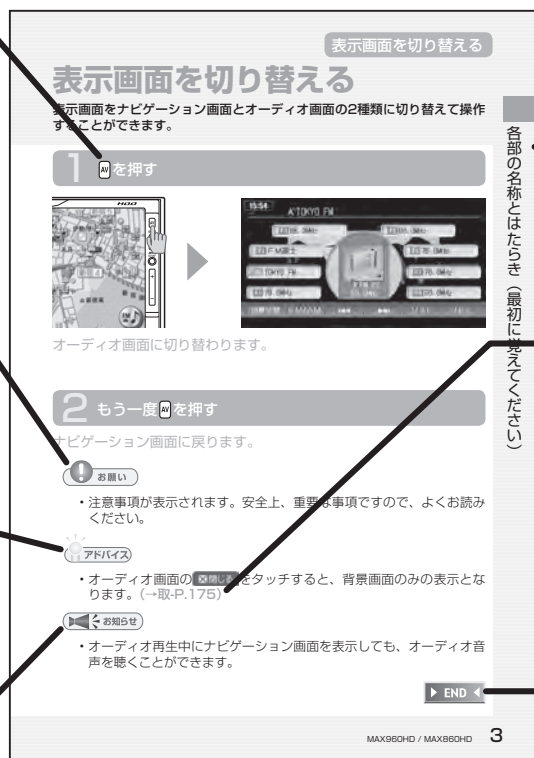 表示画面を切り替える
表示画面を切り替える
表示画面をナビゲーション画面とオーディオ画面の2種類に切り替えて操作
することができます。
各部の名称とはたらき（最初に覚えてください）
1 AVを押す
HDD
15:54 TOKYO FM
TOKYO FM
オーディオ画面に切り替わります。
2 もう一度AVを押す
ナビゲーション画面に戻ります。
お願い
・注意事項が表示されます。安全上、重要な事項ですので、よくお読み
ください。
アドバイス
・オーディオ画面の 閉じる をタッチすると、背景画面のみの表示とな
ります。(→取-P.175)
お知らせ
・オーディオ再生中にナビゲーション画面を表示しても、オーディオ音
声を聴くことができます。
END
MAX960HD / MAX860HD 3